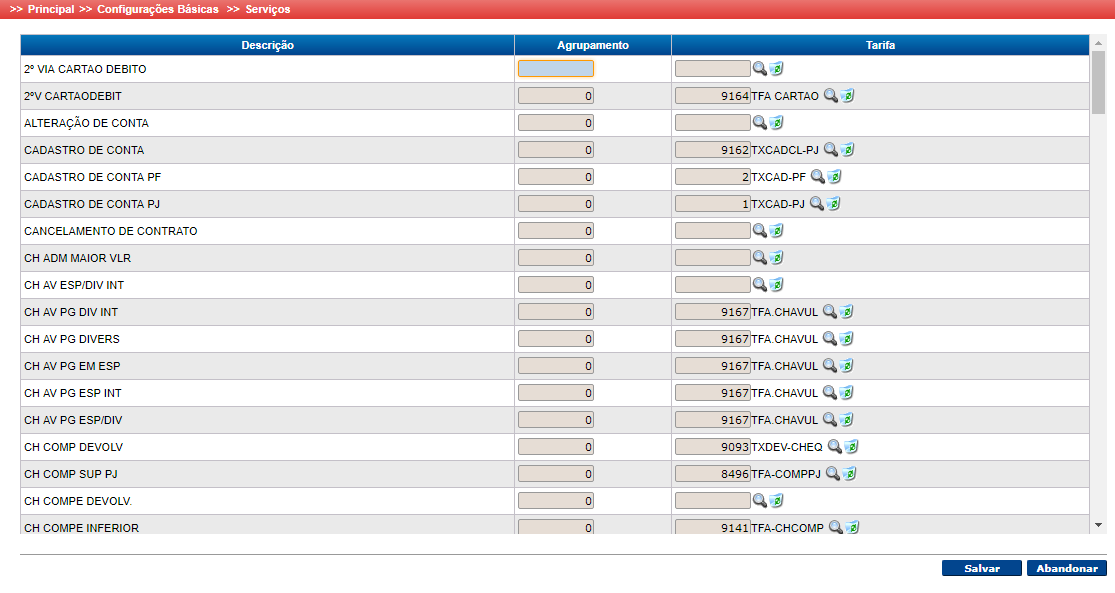 >> Principal >> Configurações Básicas >> Serviços
Descrição Agrupamento Tarifa
2º VIA CARTAO DEBITO
2ºV CARTAODEBIT 0 9164 TFA CARTAO
ALTERAÇÃO DE CONTA 0
CADASTRO DE CONTA 0 9162 TXCADCL-PJ
CADASTRO DE CONTA PF 0 2 TXCAD-PF
CADASTRO DE CONTA PJ 0 1 TXCAD-PJ
CANCELAMENTO DE CONTRATO 0
CH ADM MAIOR VLR 0
CH AV ESP/DIV INT 0
CH AV PG DIV INT 0 9167 TFA.CHAVUL
CH AV PG DIVERS 0 9167 TFA.CHAVUL
CH AV PG EM ESP 0 9167 TFA.CHAVUL
CH AV PG ESP INT 0 9167 TFA.CHAVUL
CH AV PG ESP/DIV 0 9167 TFA.CHAVUL
CH COMP DEVOLV 0 9093 TXDEV-CHEQ
CH COMP SUP PJ 0 8496 TFA-COMPPJ
CH COMPE DEVOLV. 0
CH COMPE INFERIOR 0 9141 TFA-CHCOMP
Salvar Abandonar